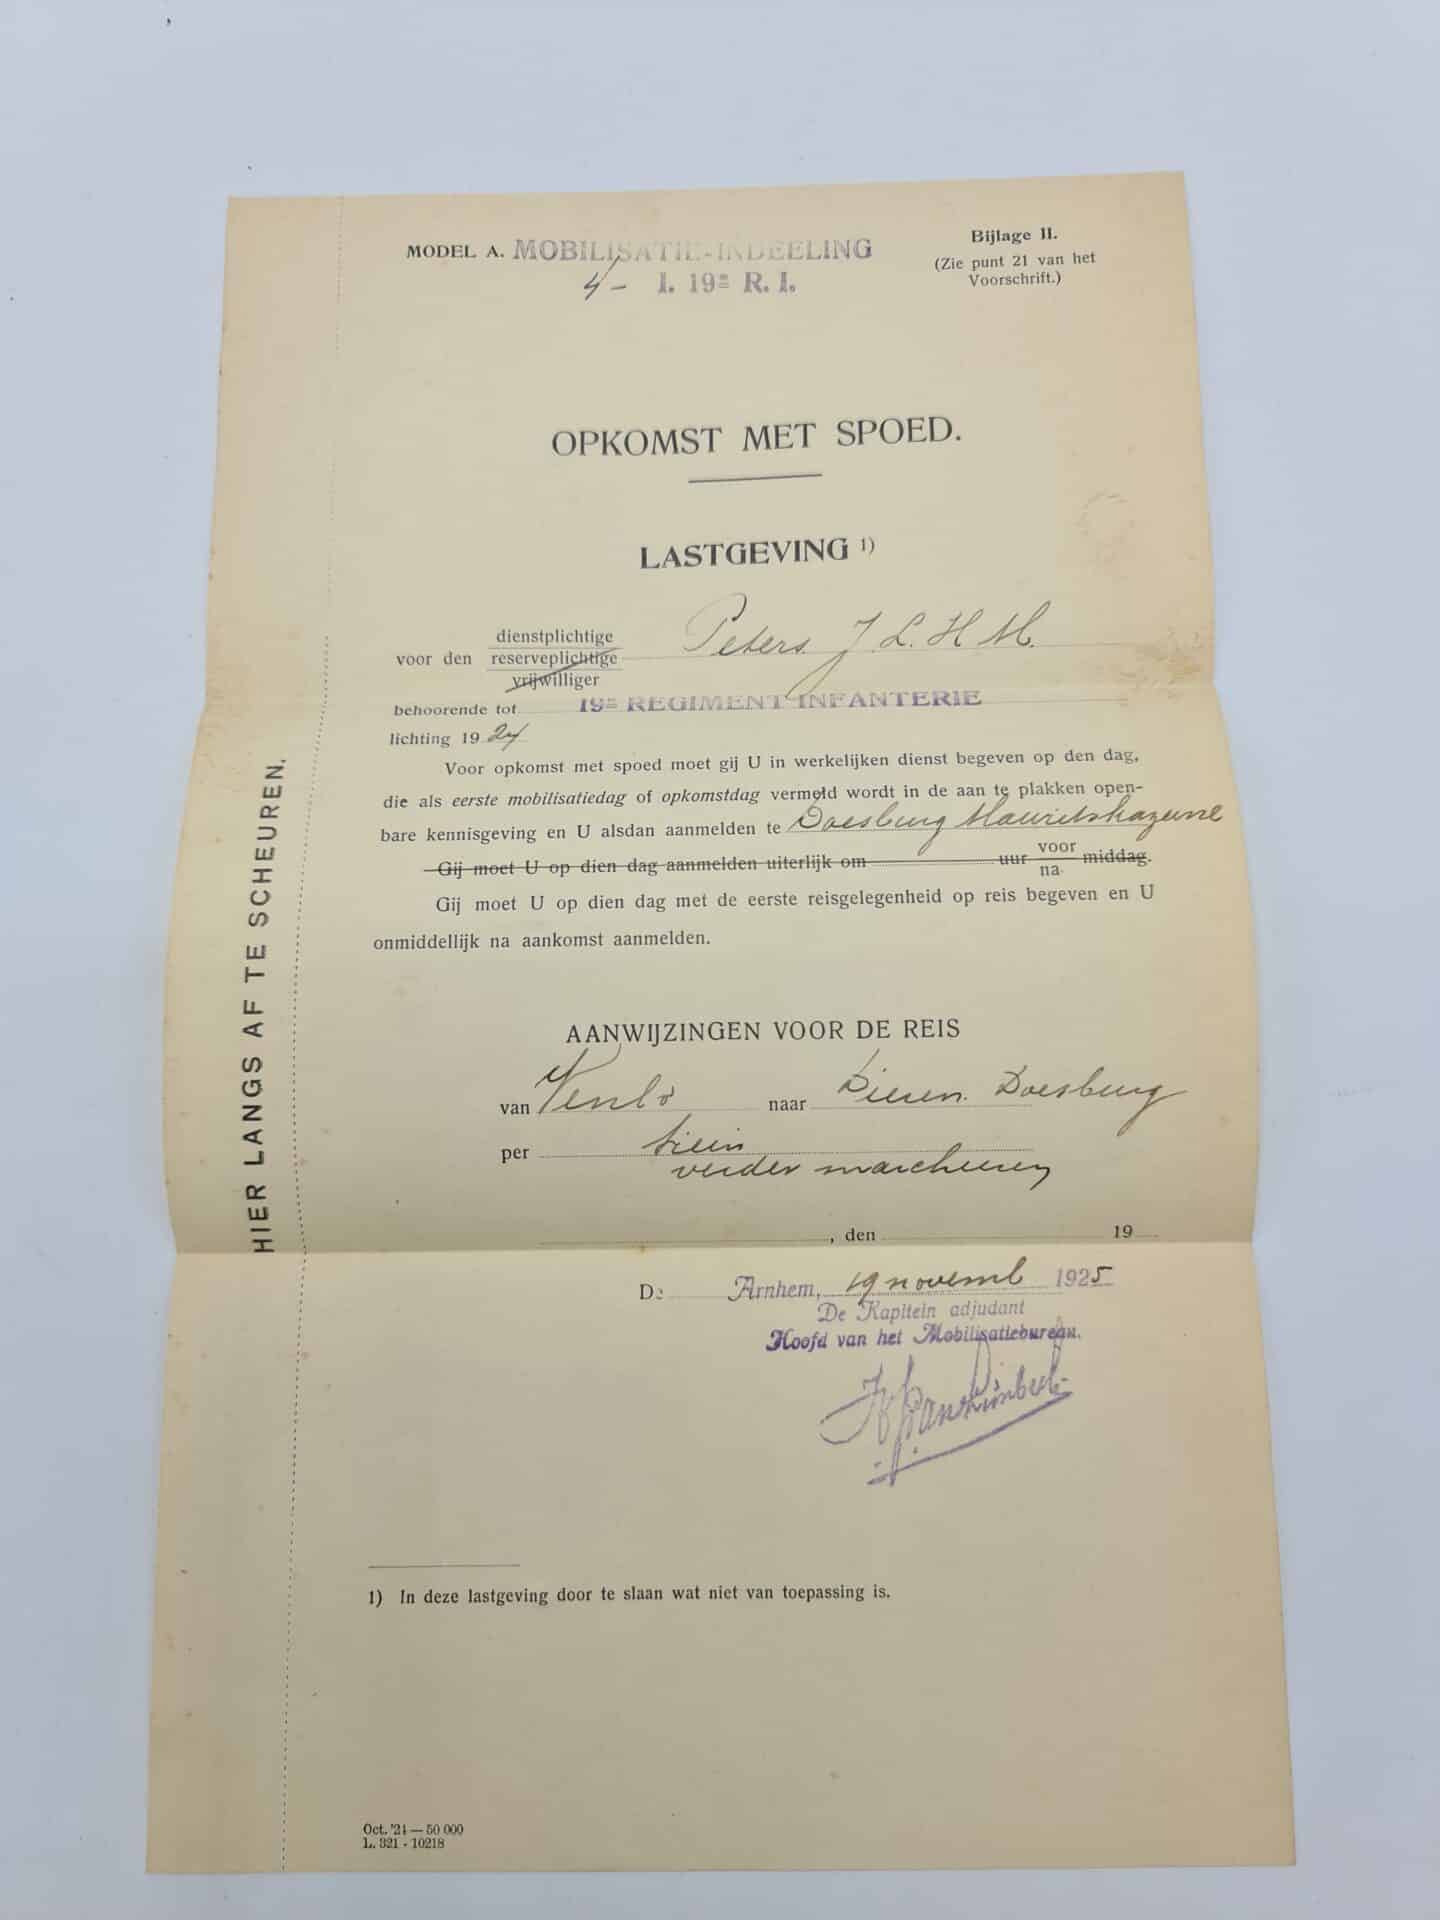 MODEL A. MOBILISATIE-INDEELING
4 - I. 19e R. I.
Bijlage II.
(Zie punt 21 van het
Voorschrift.)
OPKOMST MET SPOED.
LASTGEVING 1)
dienstplichtige
voor den reserveplichtige Peters J. L. H. M.
vrijwilliger
behoorende tot 19e REGIMENT INFANTERIE
lichting 1924
Voor opkomst met spoed moet gij U in werkelijken dienst begeven op den dag,
die als eerste mobilisatiedag of opkomstdag vermeld wordt in de aan te plakken open-
bare kennisgeving en U alsdan aanmelden te Doesburg Mauritskazerne
Gij moet U op dien dag aanmelden uiterlijk om uur voor/na middag.
Gij moet U op dien dag met de eerste reisgelegenheid op reis begeven en U
onmiddellijk na aankomst aanmelden.
AANWIJZINGEN VOOR DE REIS
van Venlo naar Dieren Doesburg
per trein
verder marcheeren
, den 19
De Arnhem, 19 novemb 1925
De Kapitein adjudant
Hoofd van het Mobilisatiebureau.
1) In deze lastgeving door te slaan wat niet van toepassing is.
Oct. '24 — 50 000
L. 321 - 10218
HIER LANGS AF TE SCHEUREN.